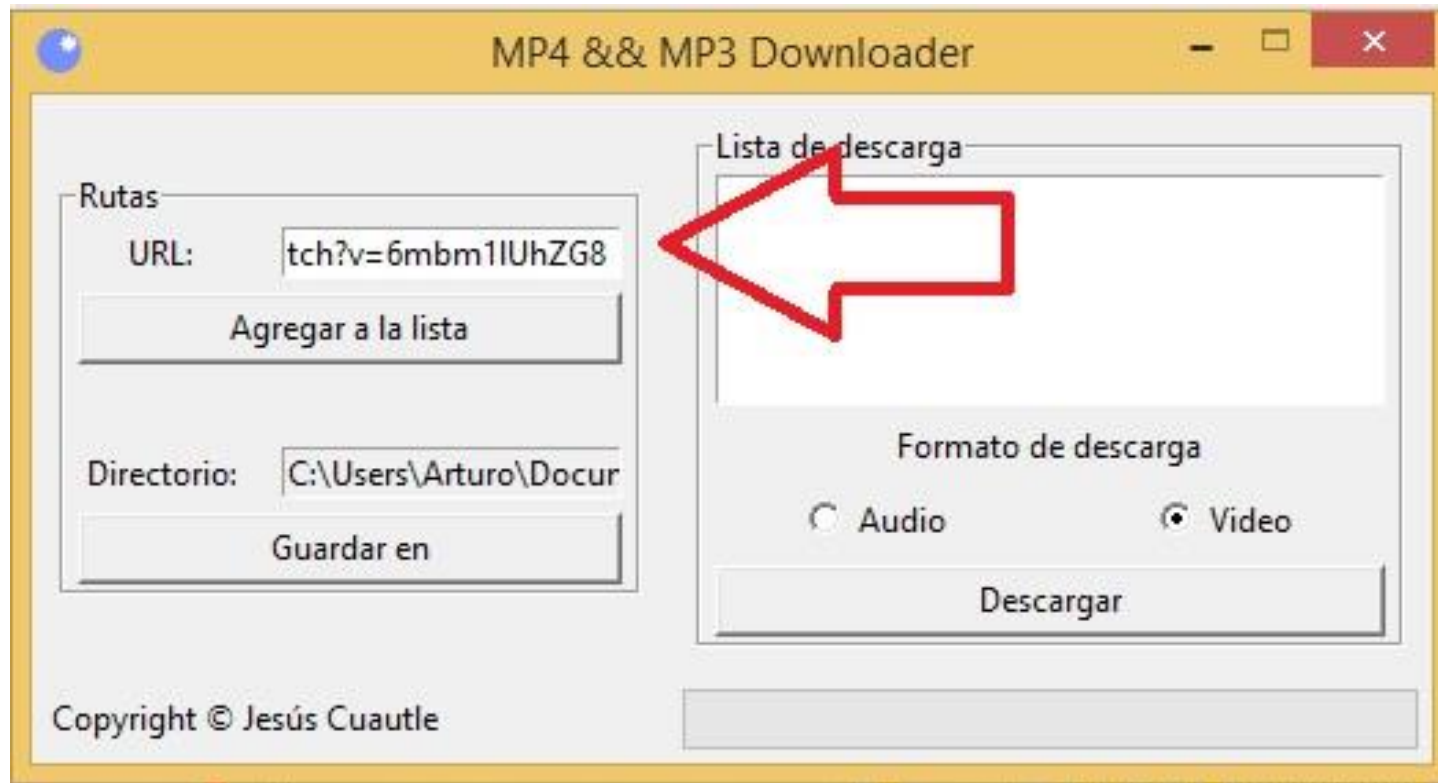 MP4 && MP3 Downloader
Rutas
URL: tch?v=6mbm1lUhZG8
Agregar a la lista
Directorio: C:\Users\Arturo\Docur
Guardar en
Lista de descarga
Formato de descarga
Audio Video
Descargar
Copyright © Jesús Cuautle